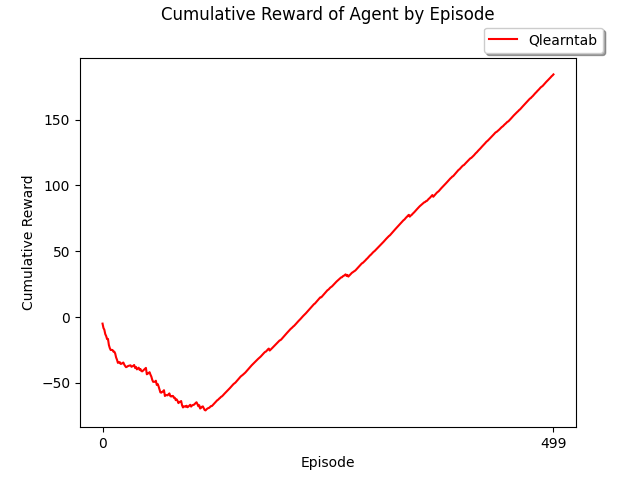 Cumulative Reward of Agent by Episode
Qlearntab
150
100
50
0
−50
Cumulative Reward
0
499
Episode